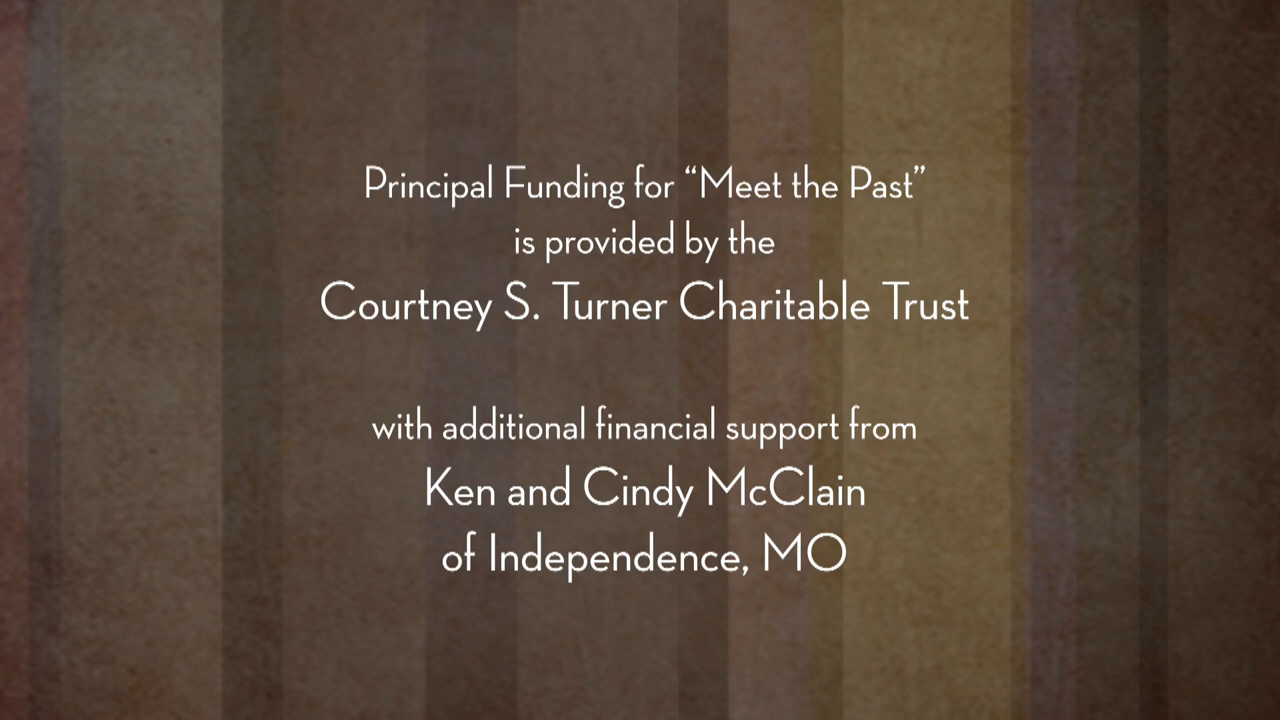 Principal Funding for “Meet the Past”
is provided by the
Courtney S. Turner Charitable Trust
with additional financial support from
Ken and Cindy McClain
of Independence, MO